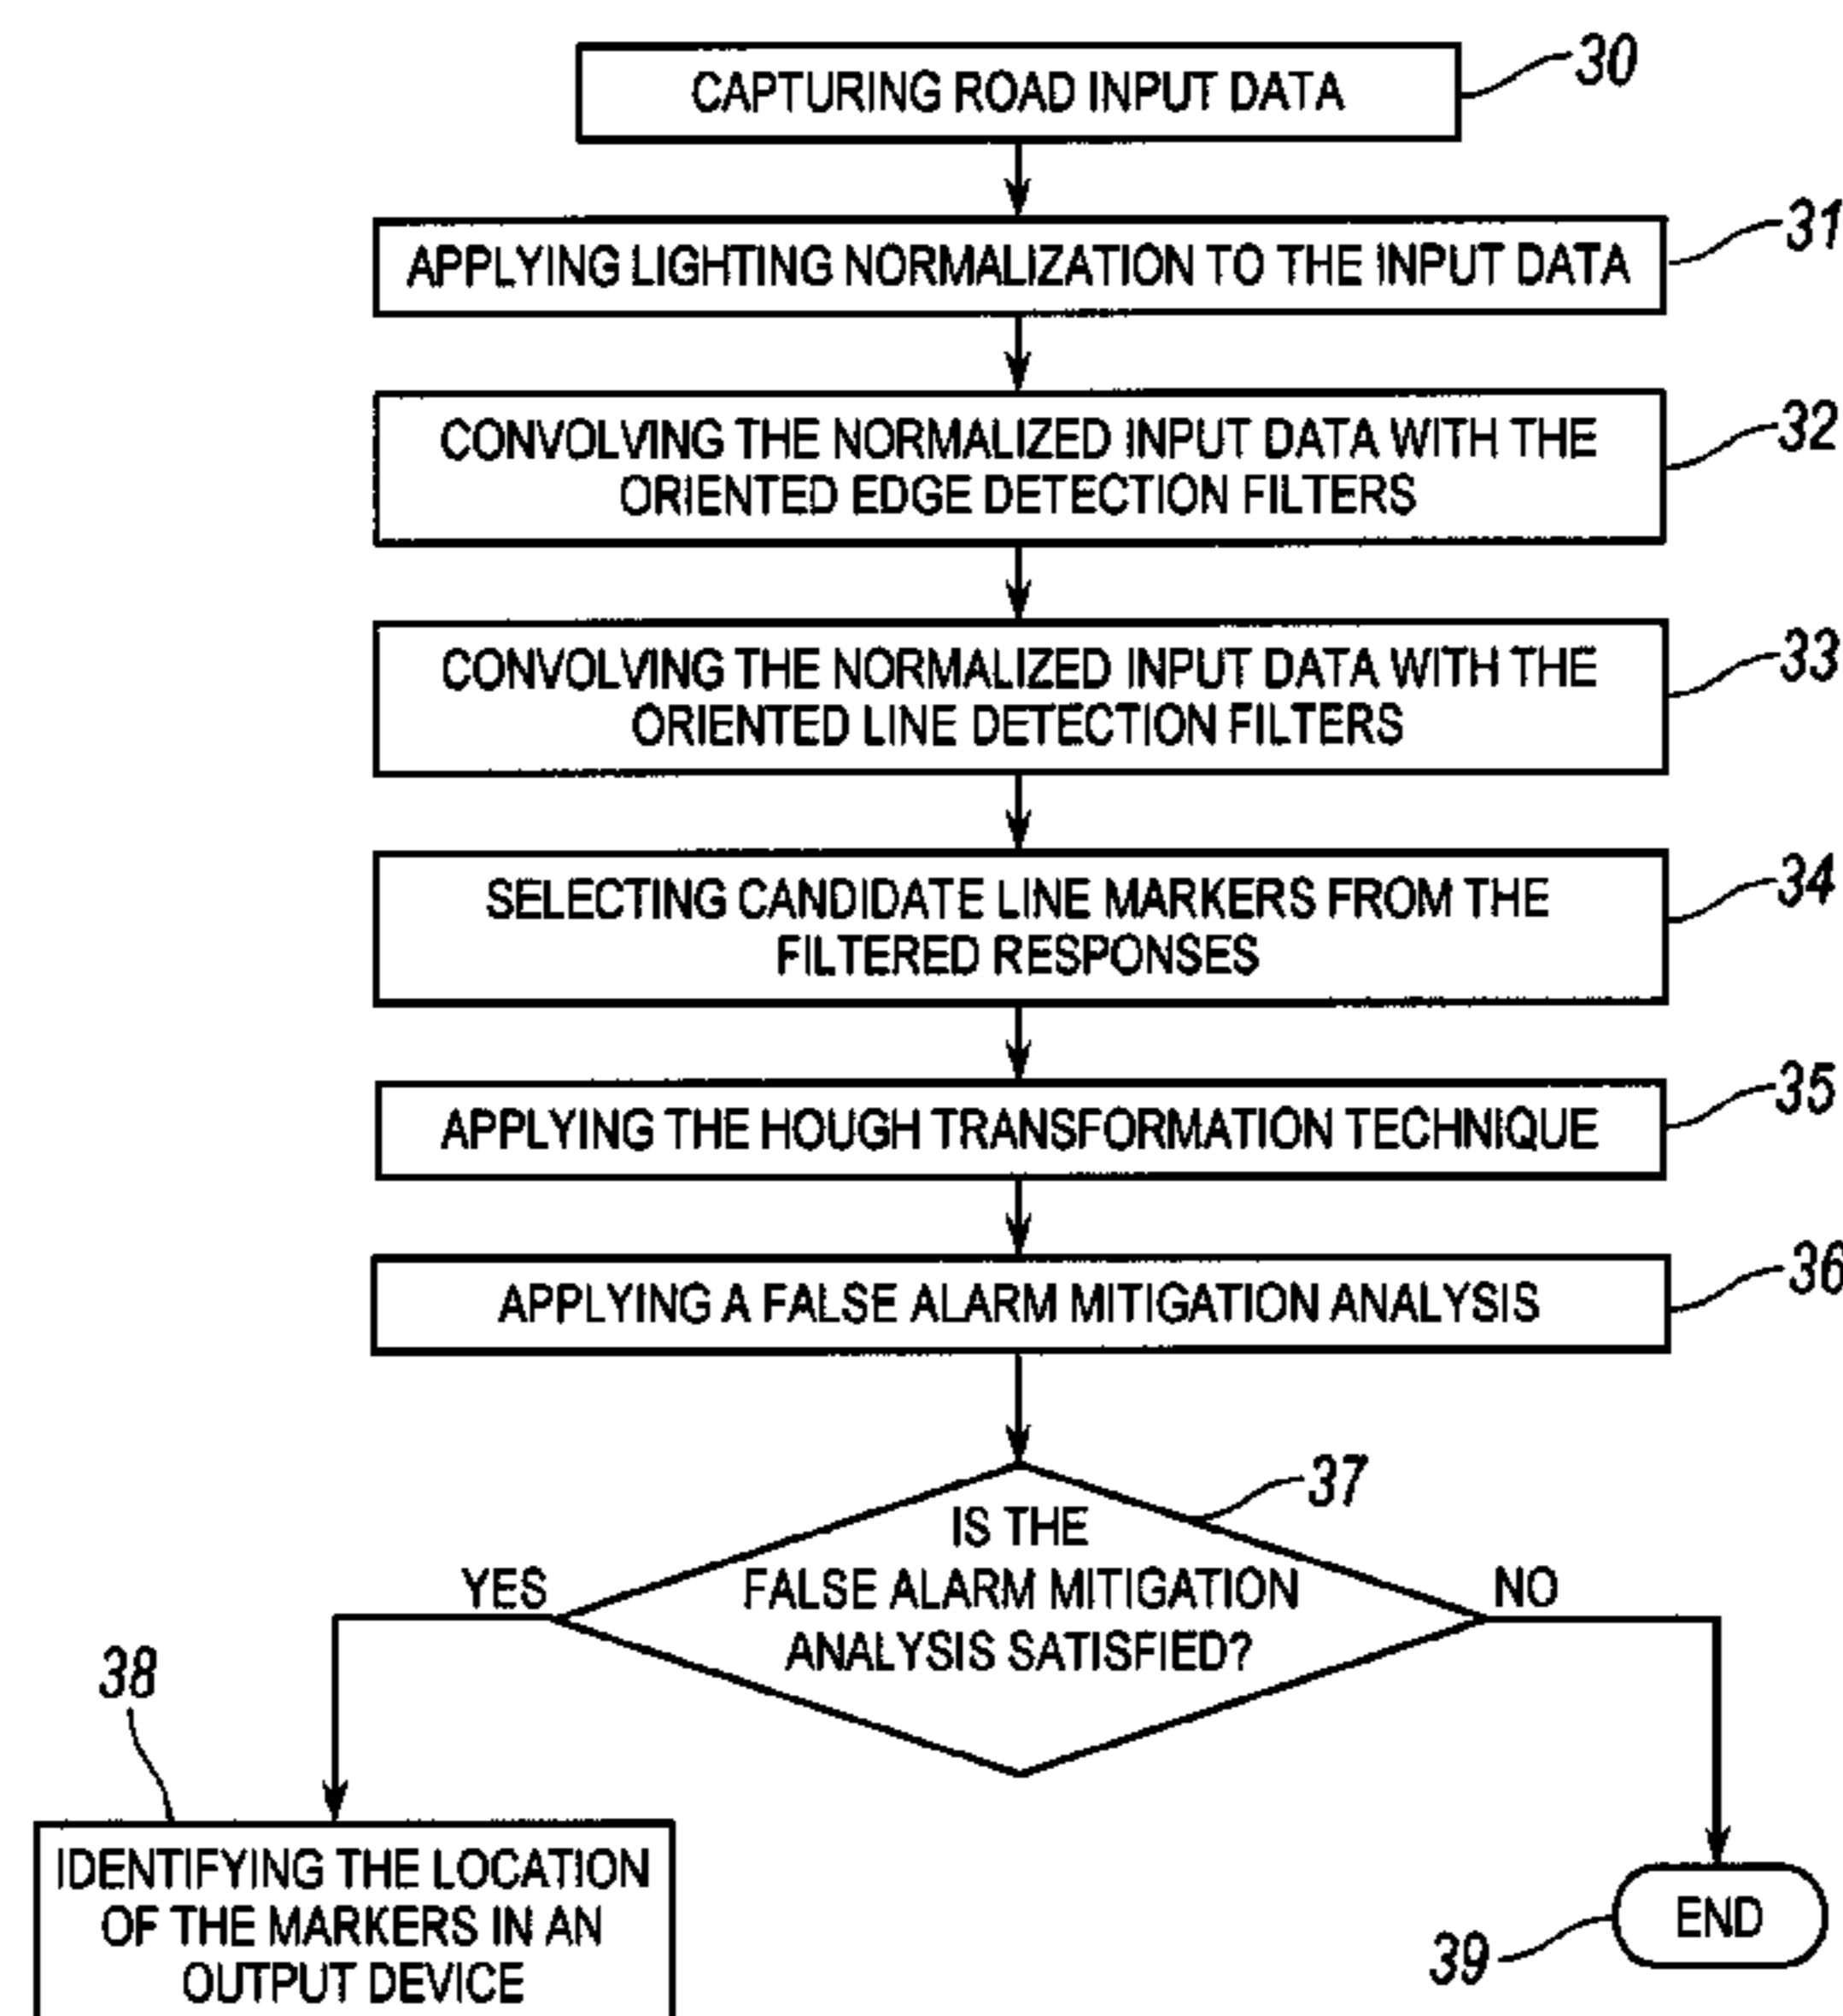 CAPTURING ROAD INPUT DATA
30
APPLYING LIGHTING NORMALIZATION TO THE INPUT DATA
31
CONVOLVING THE NORMALIZED INPUT DATA WITH THE
ORIENTED EDGE DETECTION FILTERS
32
CONVOLVING THE NORMALIZED INPUT DATA WITH THE
ORIENTED LINE DETECTION FILTERS
33
SELECTING CANDIDATE LINE MARKERS FROM THE
FILTERED RESPONSES
34
APPLYING THE HOUGH TRANSFORMATION TECHNIQUE
35
APPLYING A FALSE ALARM MITIGATION ANALYSIS
36
37
IS THE
FALSE ALARM MITIGATION
ANALYSIS SATISFIED?
YES
NO
38
IDENTIFYING THE LOCATION
OF THE MARKERS IN AN
OUTPUT DEVICE
END
39